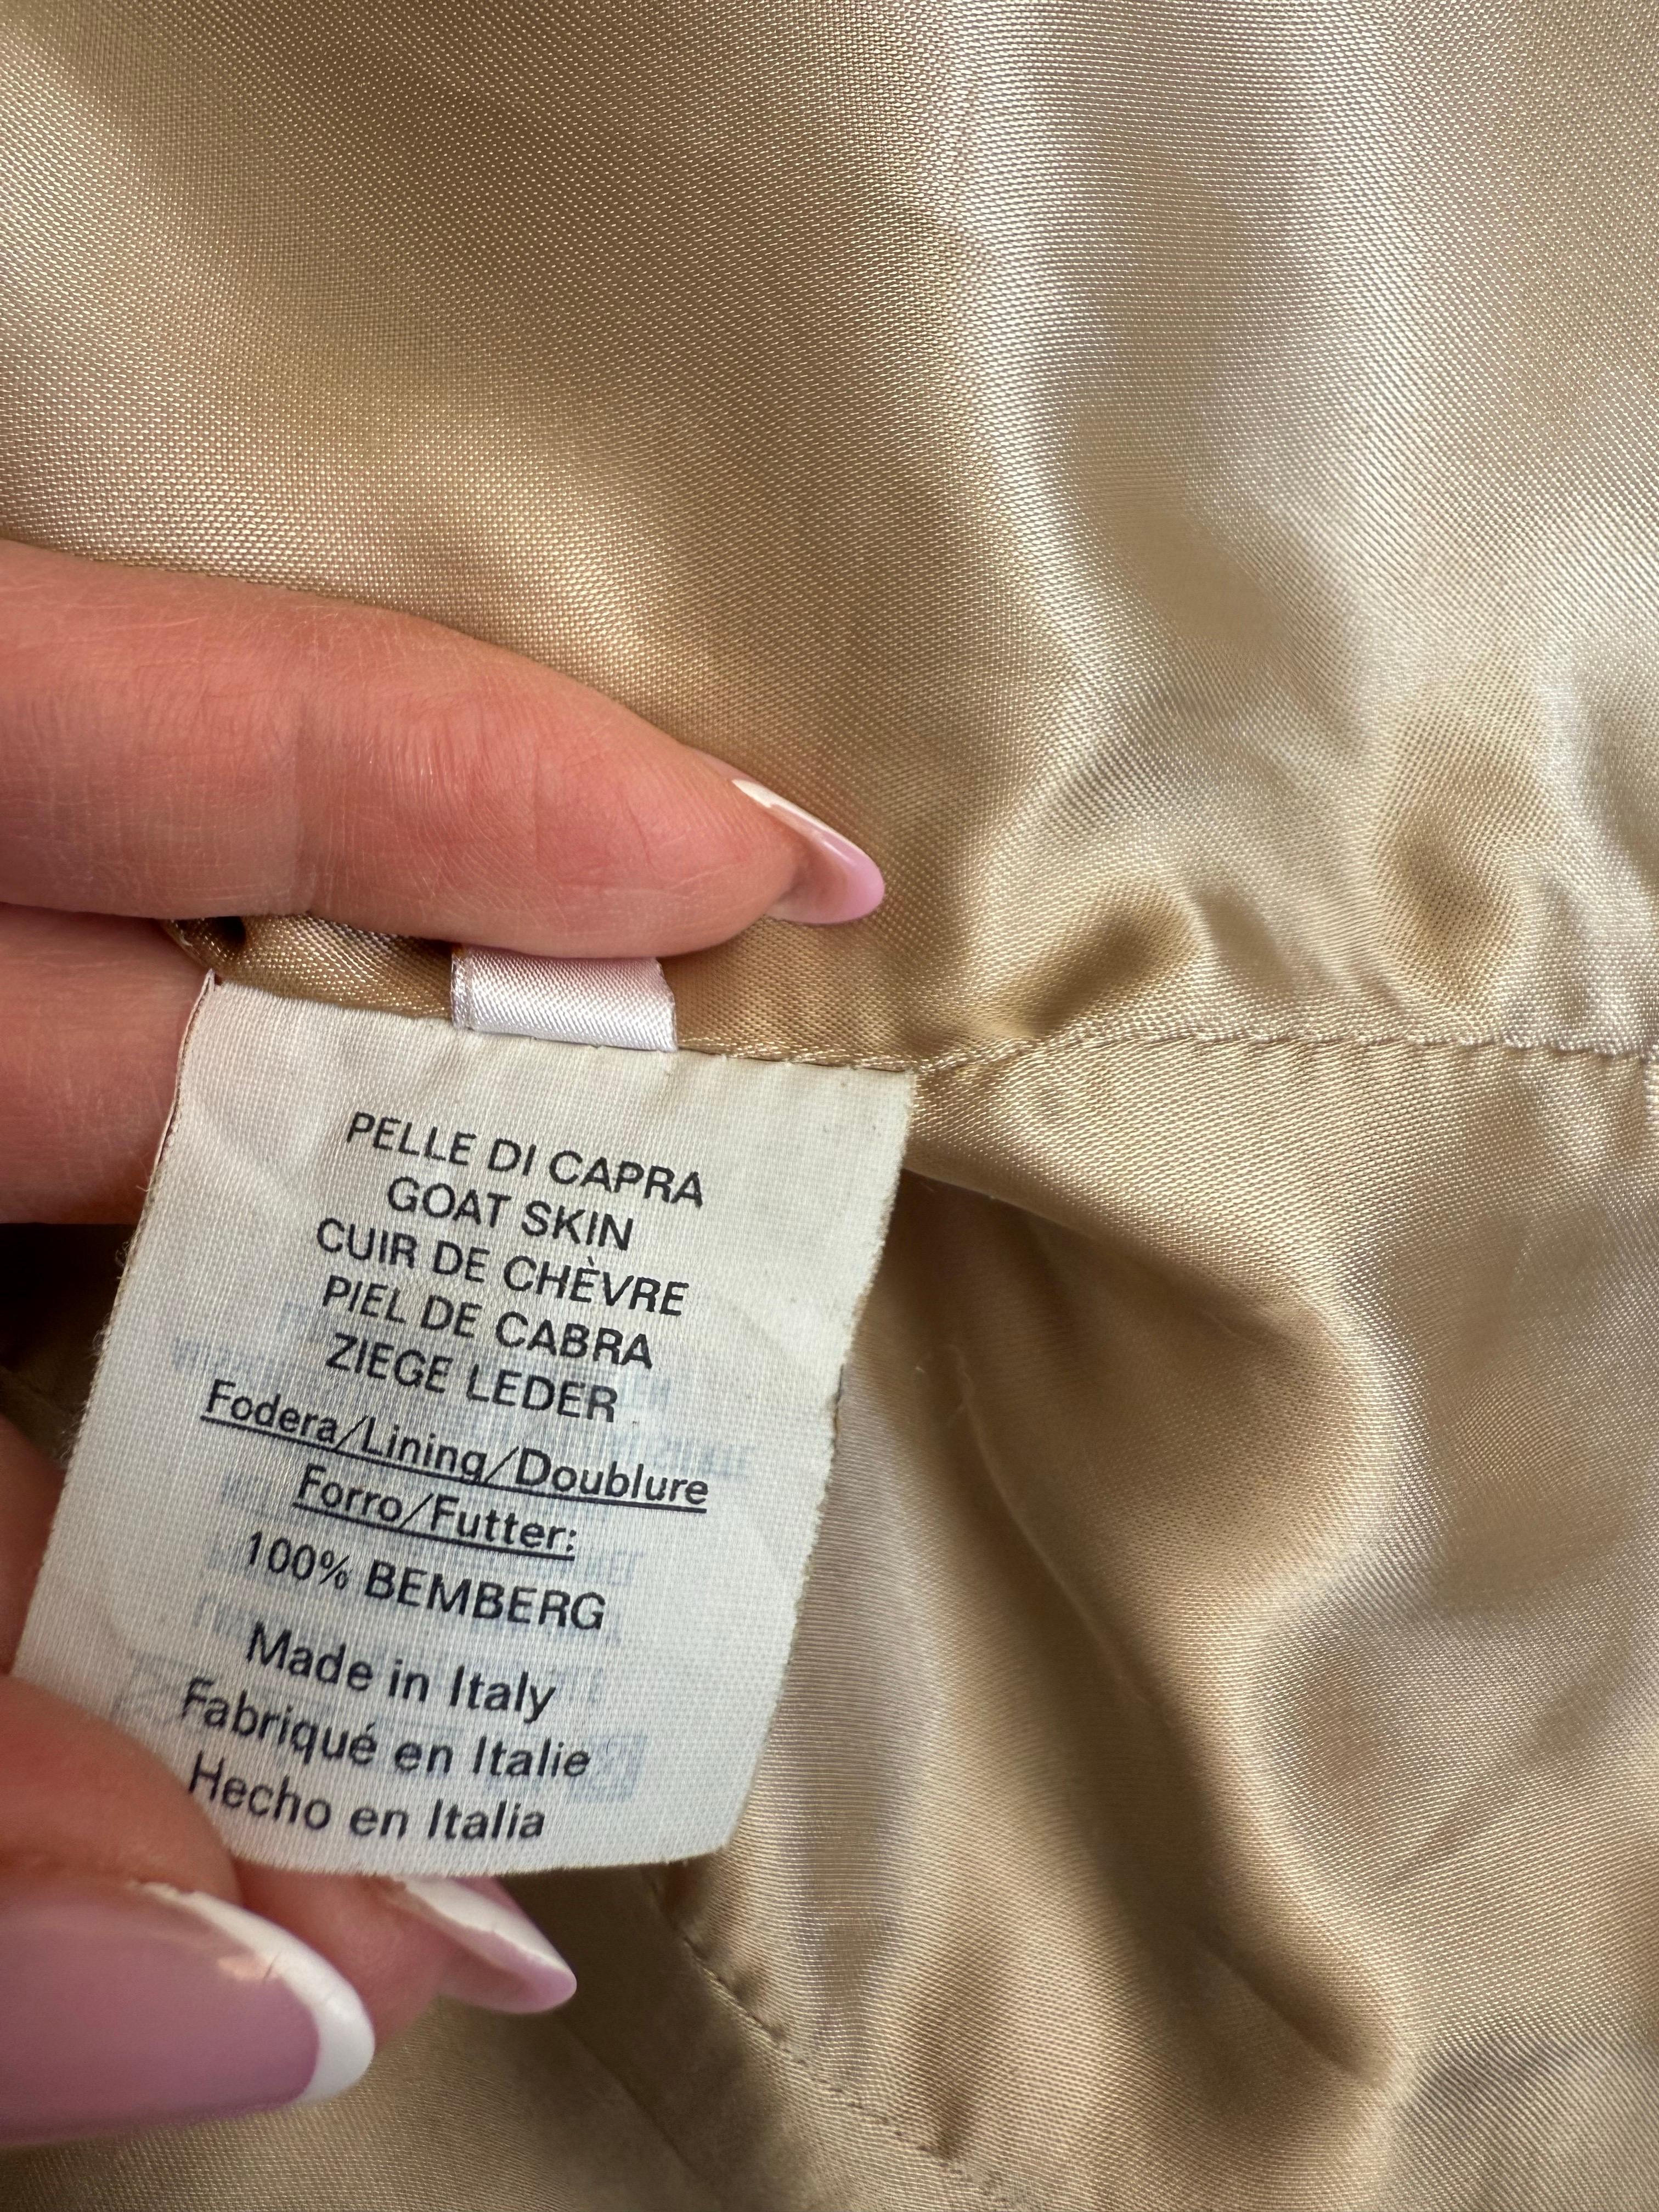 PELLE DI CAPRA
GOAT SKIN
CUIR DE CHÈVRE
PIEL DE CABRA
ZIEGE LEDER
Fodera/Lining/Doublure
Forro/Futter:
100% BEMBERG
Made in Italy
Fabriqué en Italie
Hecho en Italia